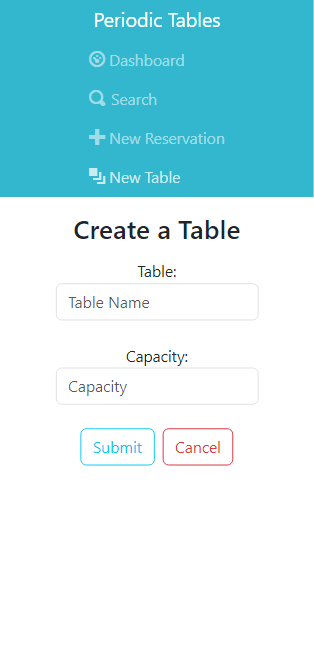 Periodic Tables
Dashboard
Search
New Reservation
New Table
Create a Table
Table:
Table Name
Capacity:
Capacity
Submit Cancel